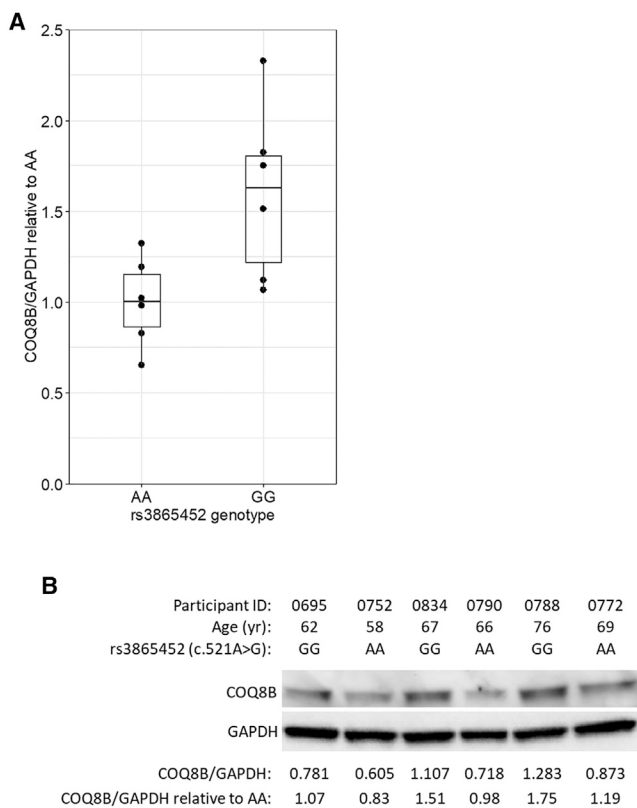 A
COQ8B/GAPDH relative to AA
2.5
2.0
1.5
1.0
0.5
0.0
AA GG
rs3865452 genotype
B
Participant ID: 0695 0752 0834 0790 0788 0772
Age (yr): 62 58 67 66 76 69
rs3865452 (c.521A>G): GG AA GG AA GG AA
COQ8B
GAPDH
COQ8B/GAPDH: 0.781 0.605 1.107 0.718 1.283 0.873
COQ8B/GAPDH relative to AA: 1.07 0.83 1.51 0.98 1.75 1.19